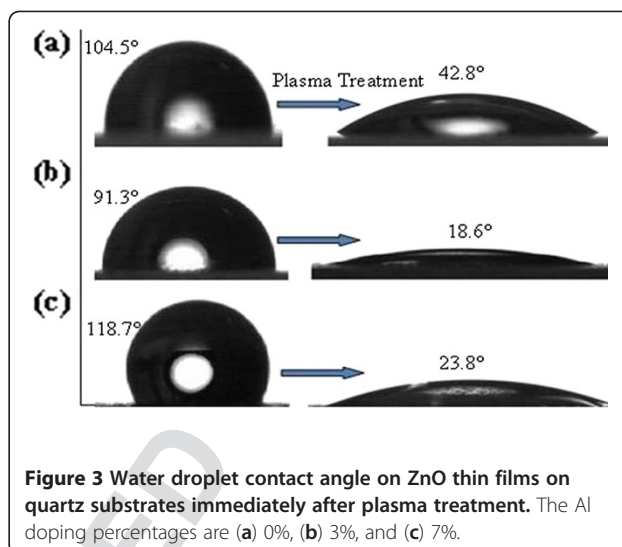 (a)
104.5°
Plasma Treatment
42.8°
(b)
91.3°
18.6°
(c)
118.7°
23.8°
Figure 3 Water droplet contact angle on ZnO thin films on
quartz substrates immediately after plasma treatment. The Al
doping percentages are (a) 0%, (b) 3%, and (c) 7%.